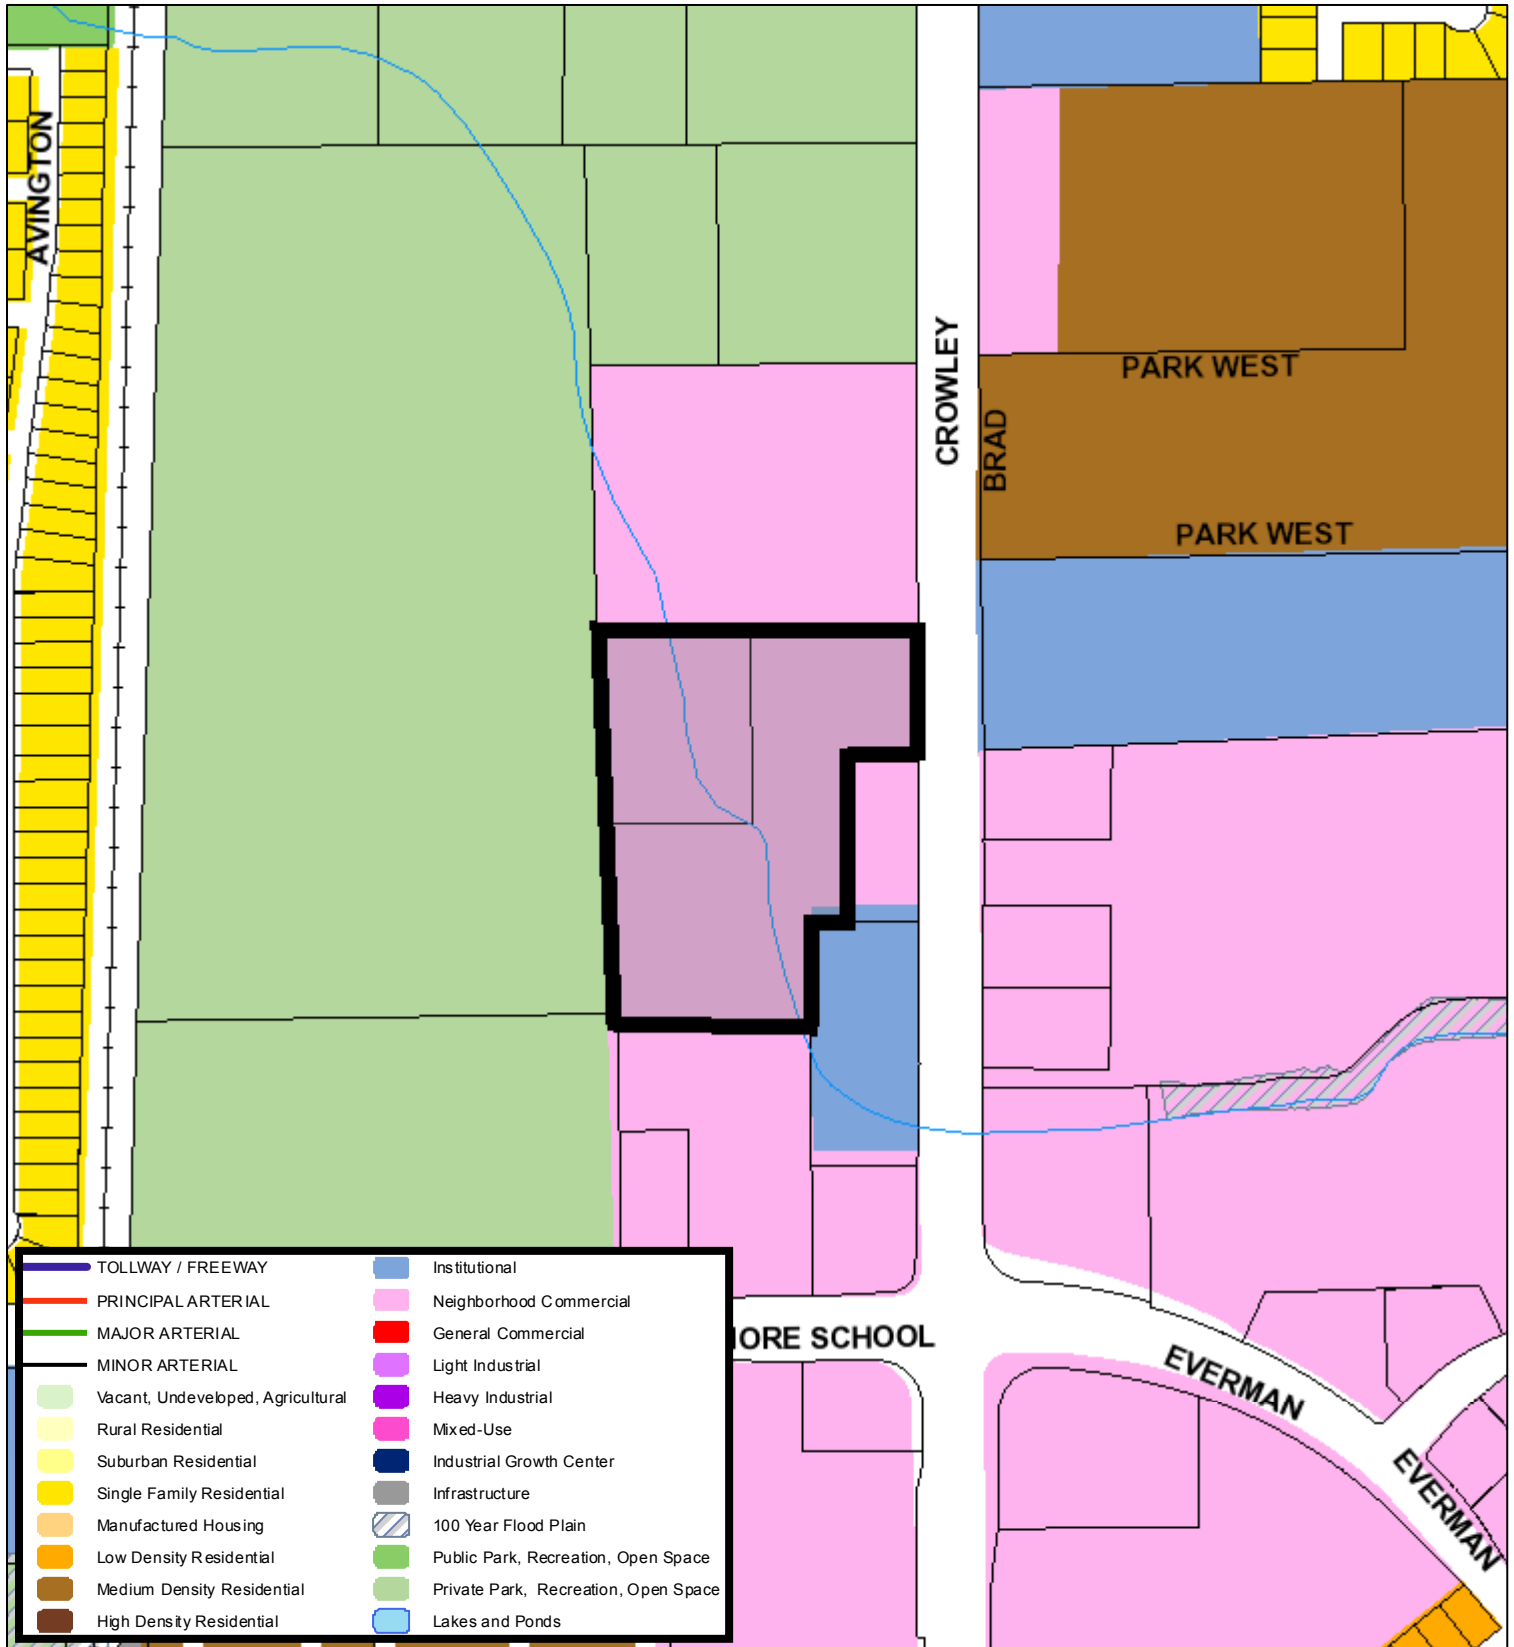 AVINGTON
CROWLEY
BRAD
PARK WEST
PARK WEST
SCHOOL
EVERMAN
EVERMAN
TOLLWAY / FREEWAY
PRINCIPAL ARTERIAL
MAJOR ARTERIAL
MINOR ARTERIAL
Vacant, Undeveloped, Agricultural
Rural Residential
Suburban Residential
Single Family Residential
Manufactured Housing
Low Density Residential
Medium Density Residential
High Density Residential
Institutional
Neighborhood Commercial
General Commercial
Light Industrial
Heavy Industrial
Mixed-Use
Industrial Growth Center
Infrastructure
100 Year Flood Plain
Public Park, Recreation, Open Space
Private Park, Recreation, Open Space
Lakes and Ponds